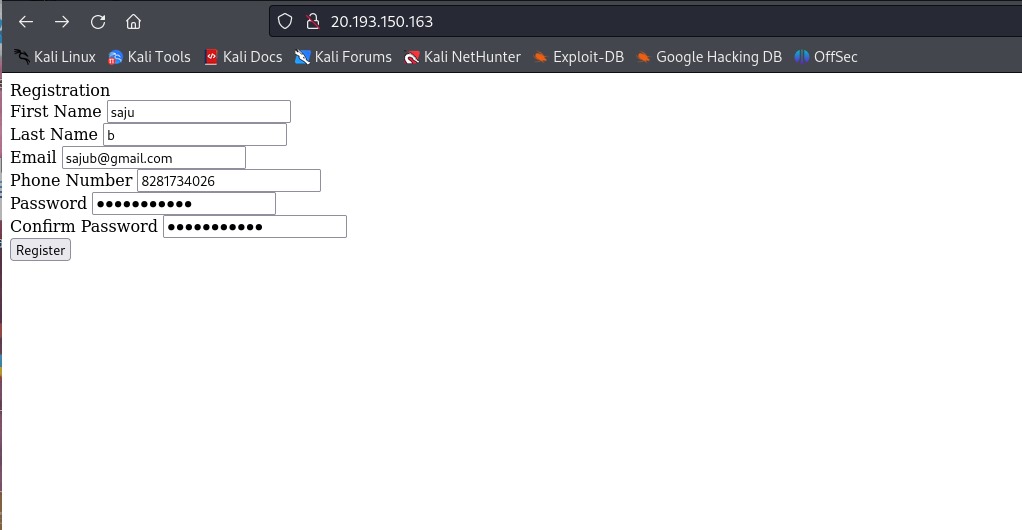 20.193.150.163
Kali Linux Kali Tools Kali Docs Kali Forums Kali NetHunter Exploit-DB Google Hacking DB OffSec
Registration
First Name saju
Last Name b
Email sajub@gmail.com
Phone Number 8281734026
Password ●●●●●●●●●●●
Confirm Password ●●●●●●●●●●●
Register